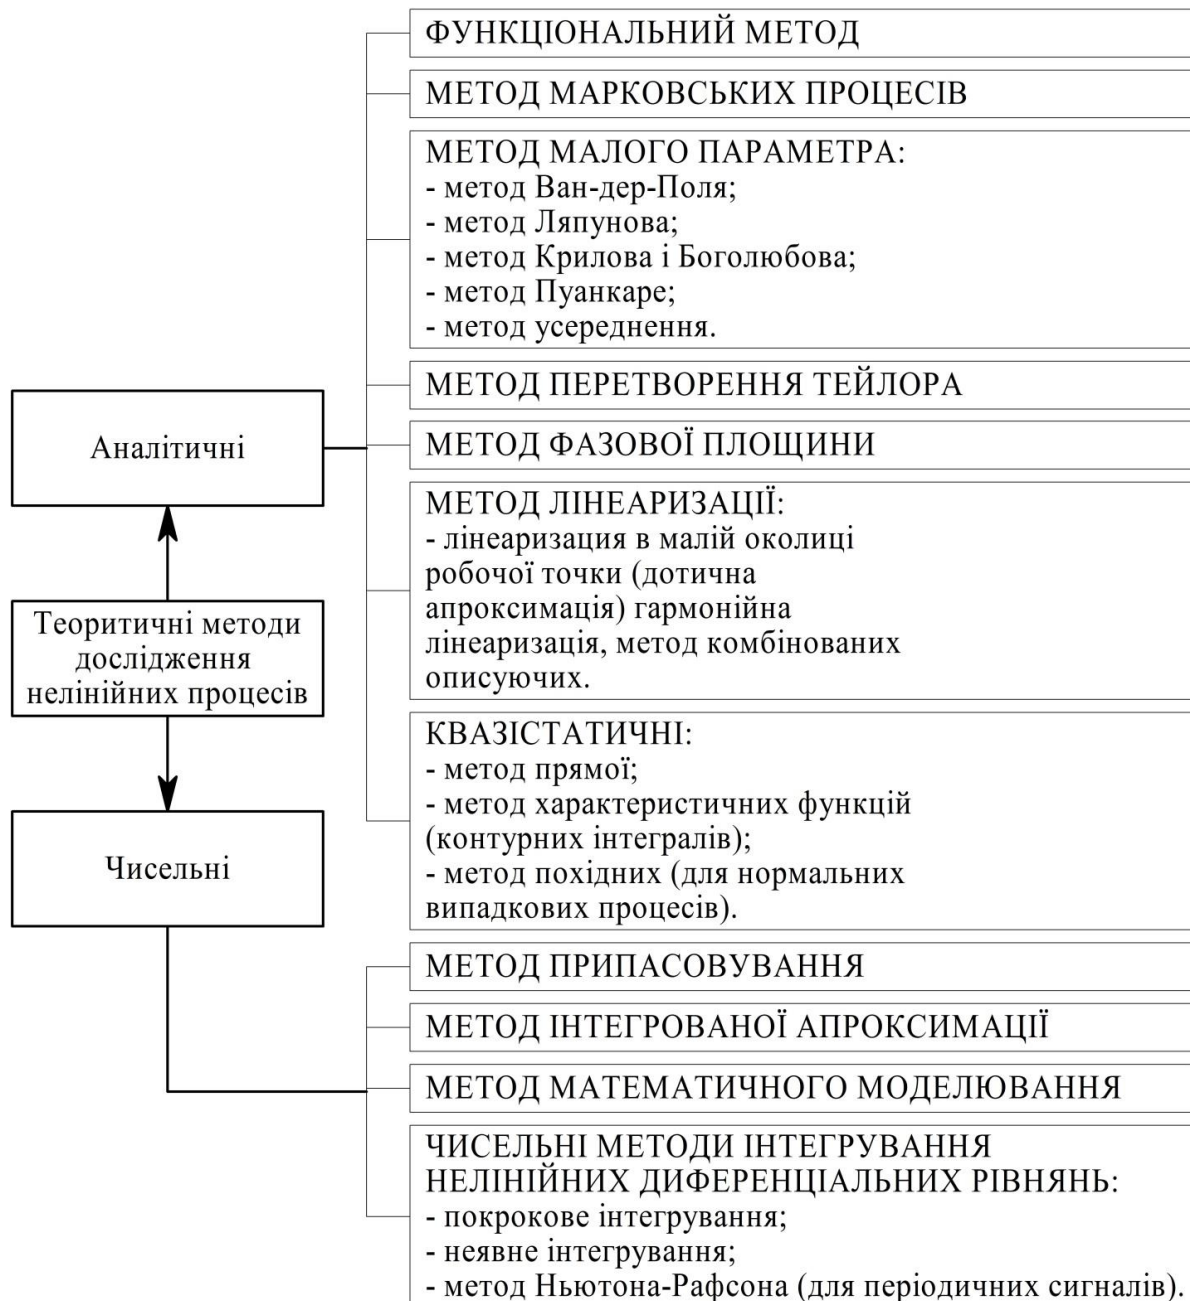 ФУНКЦІОНАЛЬНИЙ МЕТОД
МЕТОД МАРКОВСЬКИХ ПРОЦЕСІВ
МЕТОД МАЛОГО ПАРАМЕТРА:
- метод Ван-дер-Поля;
- метод Ляпунова;
- метод Крилова і Боголюбова;
- метод Пуанкаре;
- метод усереднення.
МЕТОД ПЕРЕТВОРЕННЯ ТЕЙЛОРА
Аналітичні
МЕТОД ФАЗОВОЇ ПЛОЩИНИ
МЕТОД ЛІНЕАРИЗАЦІЇ:
- лінеаризация в малій околиці
робочої точки (дотична
апроксимація) гармонійна
лінеаризація, метод комбінованих
описуючих.
Теоритичні методи
дослідження
нелінійних процесів
КВАЗІСТАТИЧНІ:
- метод прямої;
- метод характеристичних функцій
(контурних інтегралів);
- метод похідних (для нормальних
випадкових процесів).
Чисельні
МЕТОД ПРИПАСОВУВАННЯ
МЕТОД ІНТЕГРОВАНОЇ АПРОКСИМАЦІЇ
МЕТОД МАТЕМАТИЧНОГО МОДЕЛЮВАННЯ
ЧИСЕЛЬНІ МЕТОДИ ІНТЕГРУВАННЯ
НЕЛІНІЙНИХ ДИФЕРЕНЦІАЛЬНИХ РІВНЯНЬ:
- покрокове інтегрування;
- неявне інтегрування;
- метод Ньютона-Рафсона (для періодичних сигналів).